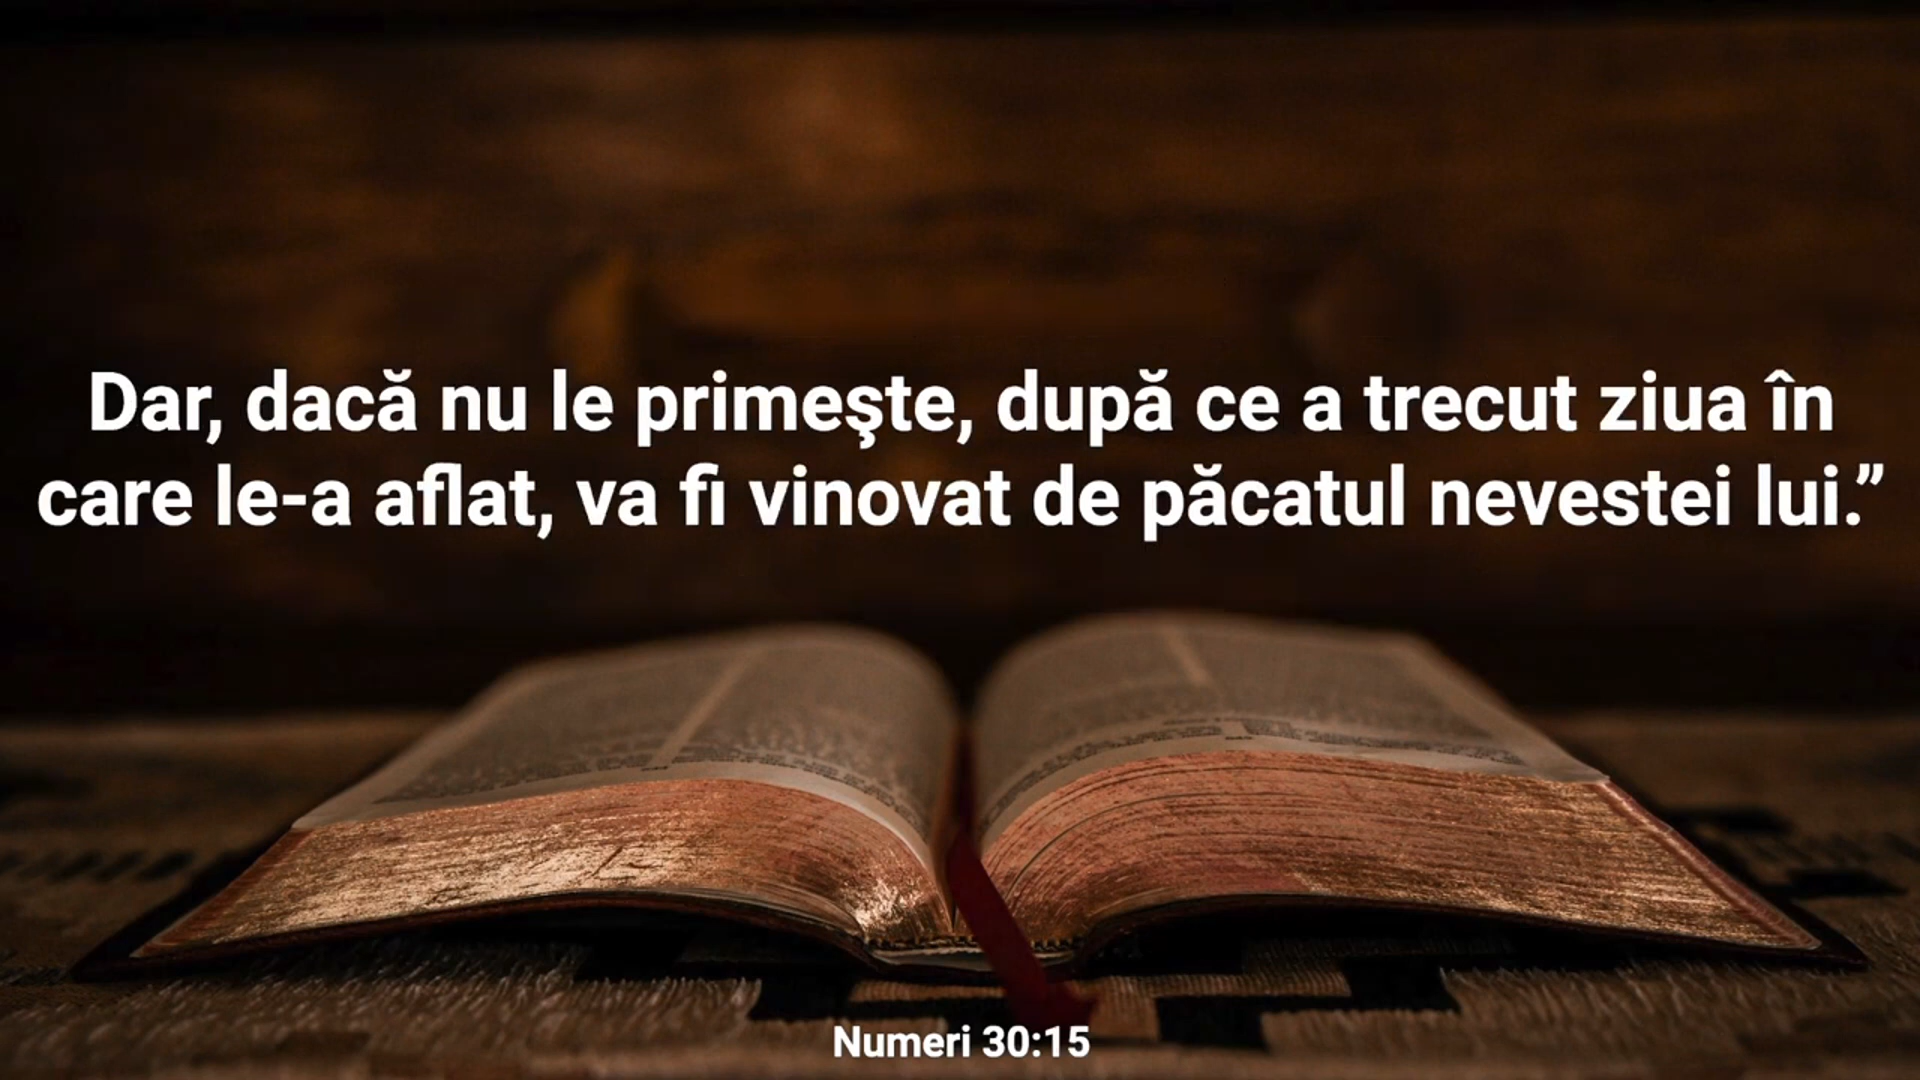 Dar, dacă nu le primeşte, după ce a trecut ziua în
care le-a aflat, va fi vinovat de păcatul nevestei lui.”
Numeri 30:15